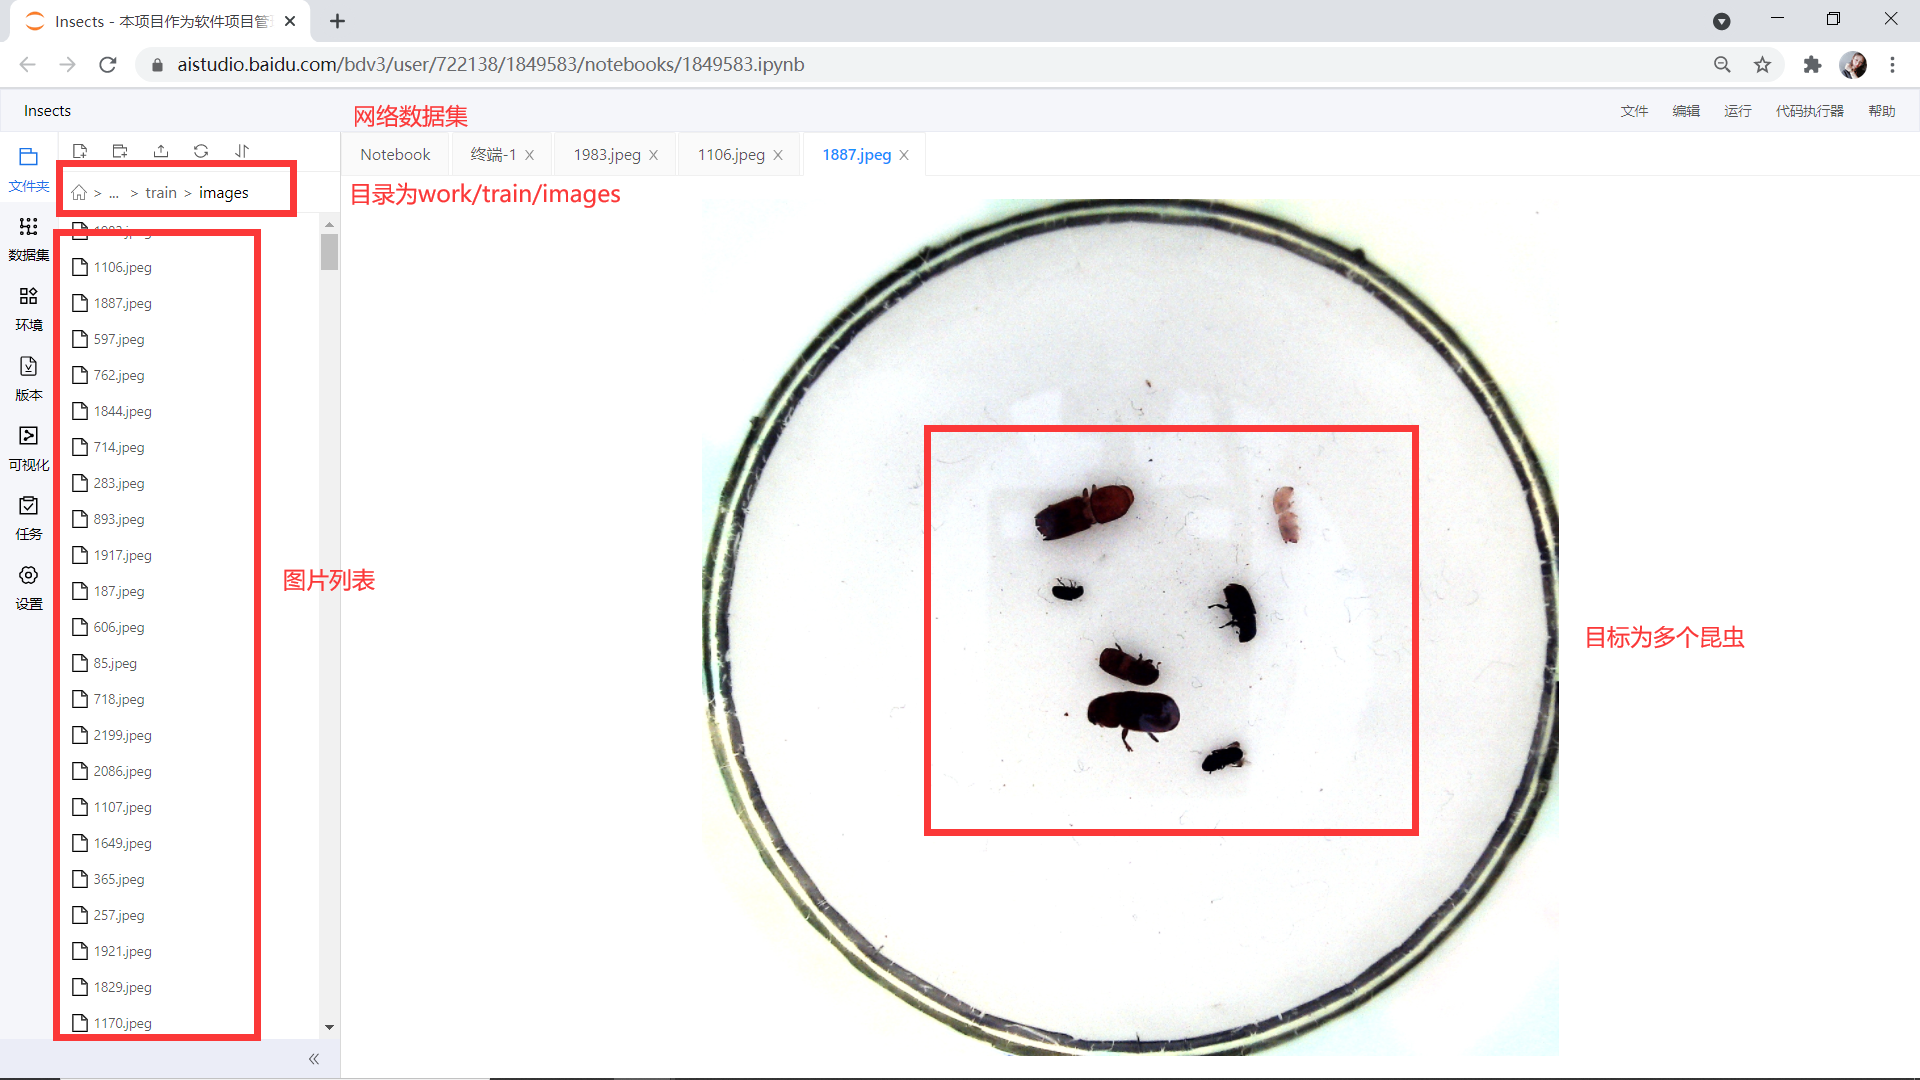 Insects - 本项目作为软件项目管
aistudio.baidu.com/bdv3/user/722138/1849583/notebooks/1849583.ipynb
Insects
网络数据集
文件 编辑 运行 代码执行器 帮助
Notebook 终端-1 X 1983.jpeg X 1106.jpeg X 1887.jpeg X
文件夹
> ... > train > images
目录为work/train/images
数据集
环境
版本
可视化
任务
设置
1983.jpeg
1106.jpeg
1887.jpeg
597.jpeg
762.jpeg
1844.jpeg
714.jpeg
283.jpeg
893.jpeg
1917.jpeg
187.jpeg
606.jpeg
85.jpeg
718.jpeg
2199.jpeg
2086.jpeg
1107.jpeg
1649.jpeg
365.jpeg
257.jpeg
1921.jpeg
1829.jpeg
1170.jpeg
图片列表
目标为多个昆虫